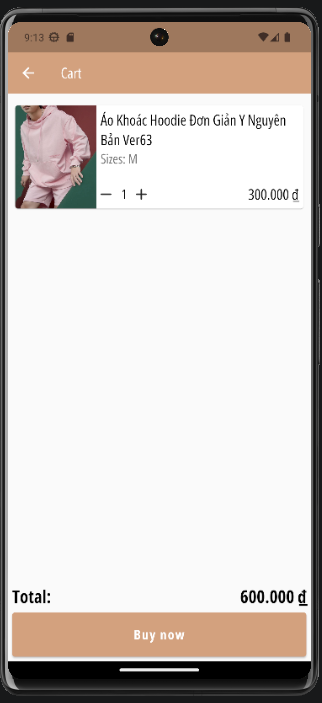 9:13
Cart
Áo Khoác Hoodie Đơn Giản Y Nguyên
Bản Ver63
Sizes: M
1
300.000 ₫
Total:
600.000 ₫
Buy now